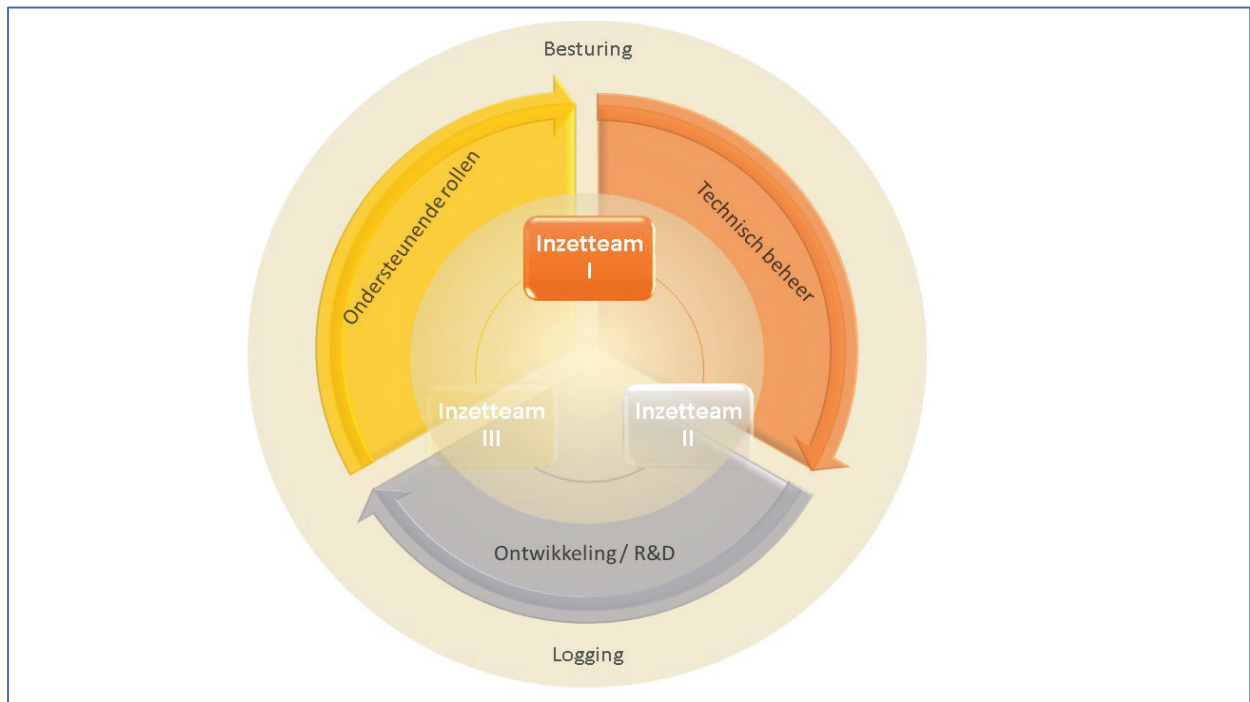 Besturing
Ondersteunende rollen
Technisch beheer
Inzetteam
I
Inzetteam
III
Inzetteam
II
Ontwikkeling / R&D
Logging